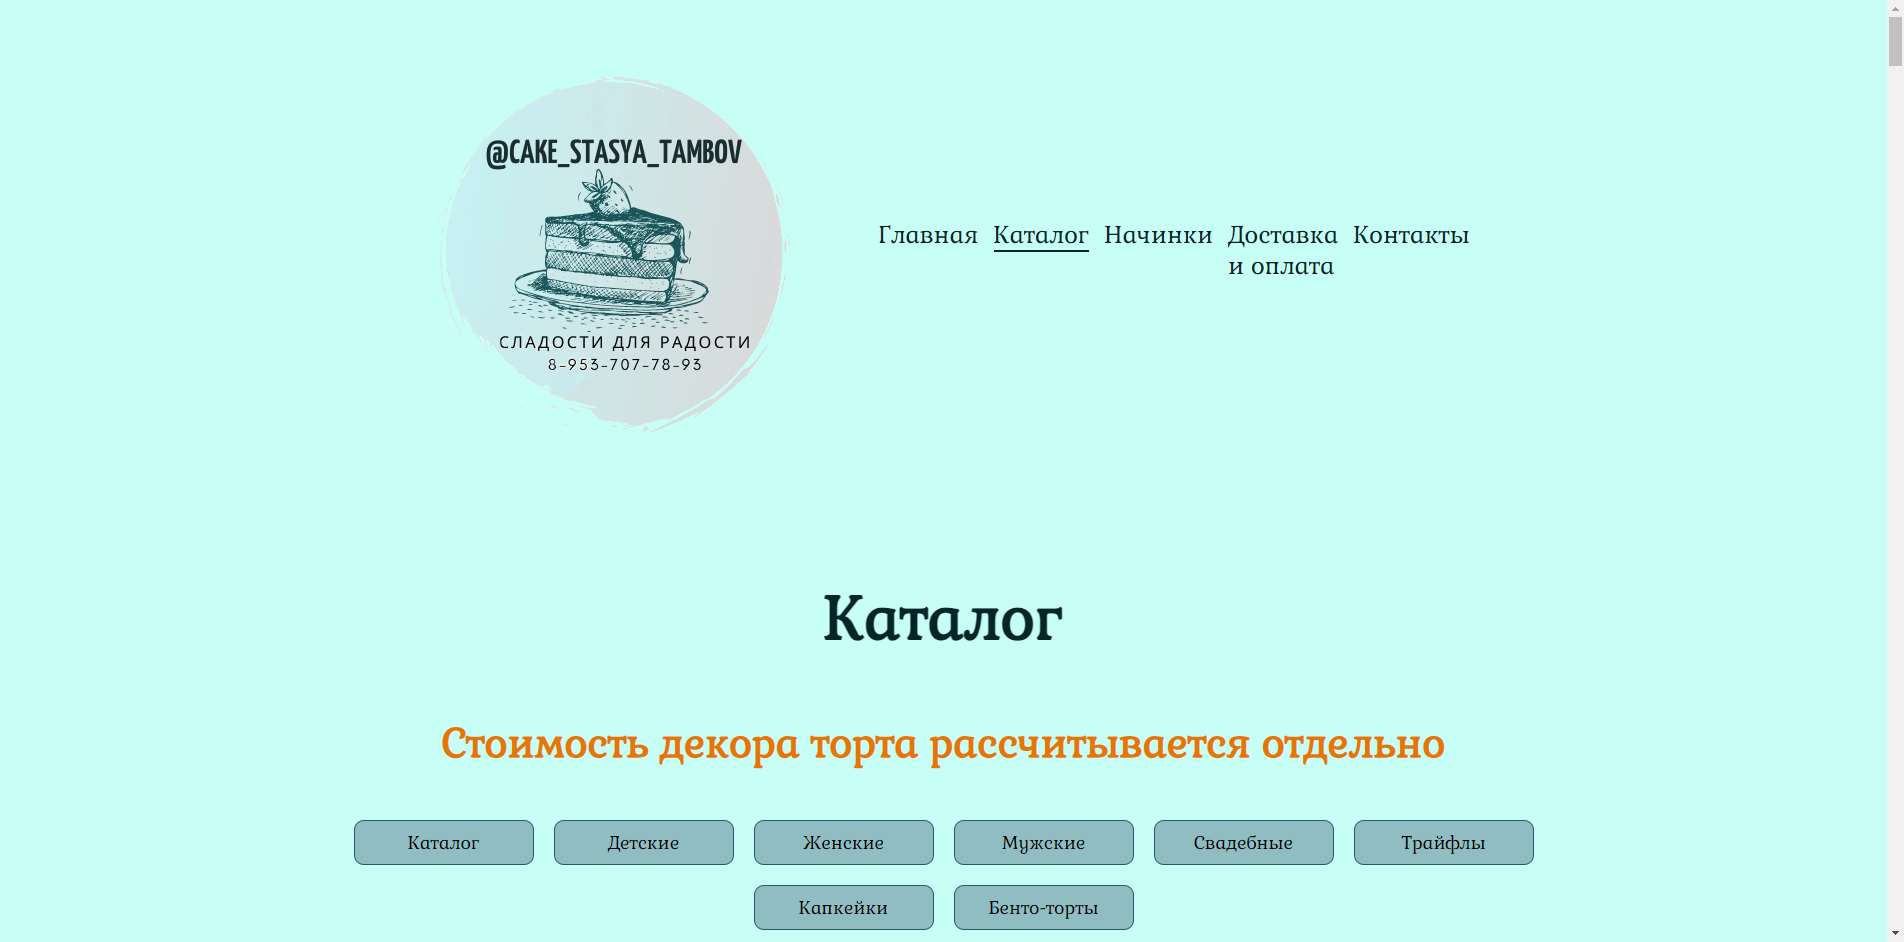 @CAKE_STASYA_TAMBOV
СЛАДОСТИ ДЛЯ РАДОСТИ
8-953-707-78-93
Главная Каталог Начинки Доставка и оплата Контакты
Каталог
Стоимость декора торта рассчитывается отдельно
Каталог Детские Женские Мужские Свадебные Трайфлы
Капкейки Бенто-торты